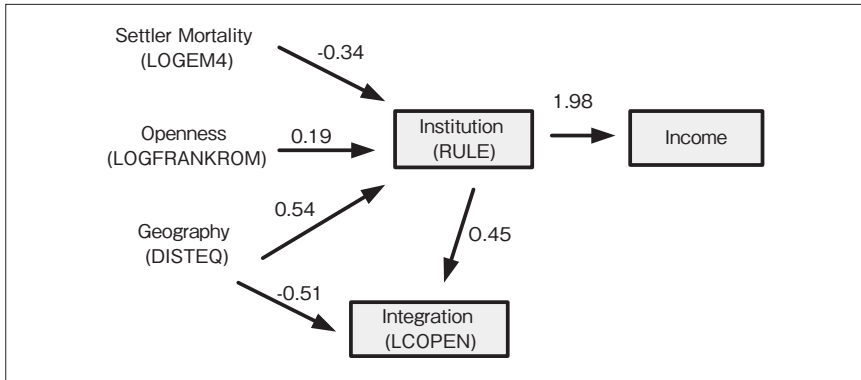 Settler Mortality
(LOGEM4)
-0.34
Openness
(LOGFRANKROM)
0.19
Institution
(RULE)
1.98
Income
Geography
(DISTEQ)
0.54
0.45
-0.51
Integration
(LCOPEN)